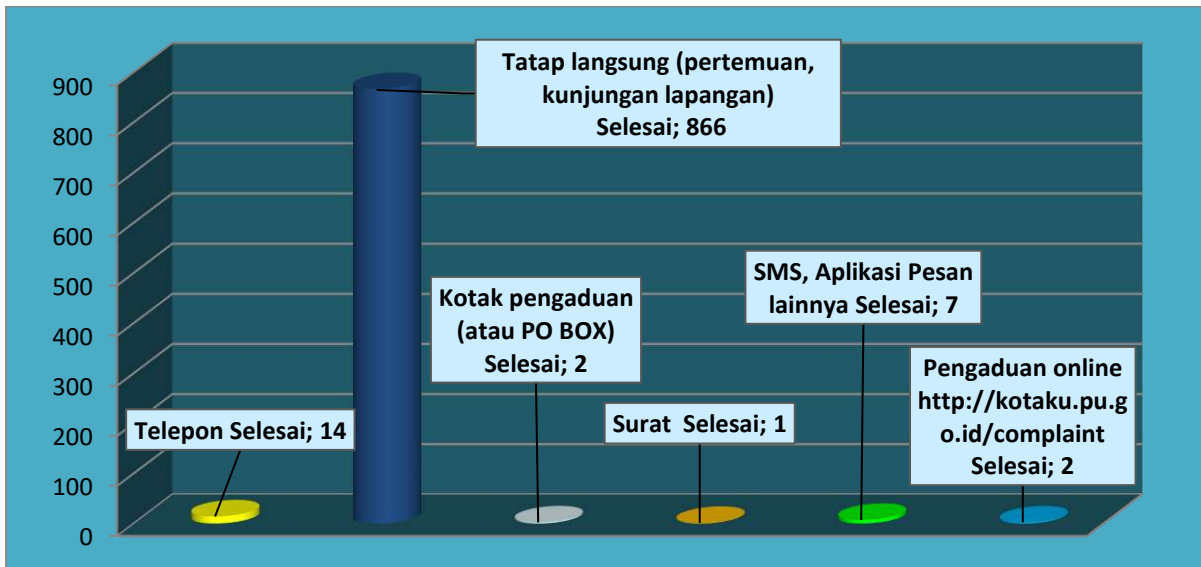 900
800
700
600
500
400
300
200
100
0
Tatap langsung (pertemuan,
kunjungan lapangan)
Selesai; 866
Kotak pengaduan
(atau PO BOX)
Selesai; 2
SMS, Aplikasi Pesan
lainnya Selesai; 7
Telepon Selesai; 14
Surat  Selesai; 1
Pengaduan online
http://kotaku.pu.g
o.id/complaint
Selesai; 2